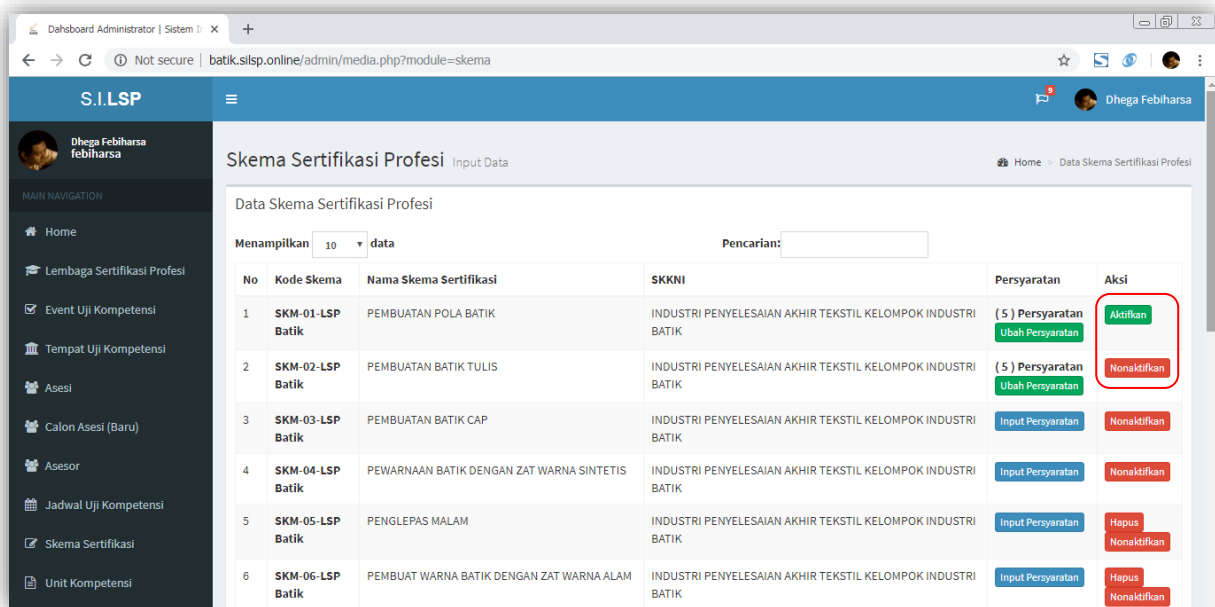 Dahsboard Administrator | Sistem I
Not secure | batik.silsp.online/admin/media.php?module=skema
S.I.LSP
9
Dhega Febiharsa
Dhega Febiharsa
febiharsa
MAIN NAVIGATION
Home
Lembaga Sertifikasi Profesi
Event Uji Kompetensi
Tempat Uji Kompetensi
Asesi
Calon Asesi (Baru)
Asesor
Jadwal Uji Kompetensi
Skema Sertifikasi
Unit Kompetensi
Skema Sertifikasi Profesi Input Data
Home > Data Skema Sertifikasi Profesi
Data Skema Sertifikasi Profesi
Menampilkan 10 data
Pencarian:
No Kode Skema Nama Skema Sertifikasi SKKNI Persyaratan Aksi
1 SKM-01-LSP PEMBUATAN POLA BATIK INDUSTRI PENYELESAIAN AKHIR TEKSTIL KELOMPOK INDUSTRI ( 5 ) Persyaratan Aktifkan
Batik BATIK Ubah Persyaratan
2 SKM-02-LSP PEMBUATAN BATIK TULIS INDUSTRI PENYELESAIAN AKHIR TEKSTIL KELOMPOK INDUSTRI ( 5 ) Persyaratan Nonaktifkan
Batik BATIK Ubah Persyaratan
3 SKM-03-LSP PEMBUATAN BATIK CAP INDUSTRI PENYELESAIAN AKHIR TEKSTIL KELOMPOK INDUSTRI Input Persyaratan Nonaktifkan
Batik BATIK
4 SKM-04-LSP PEWARNAAN BATIK DENGAN ZAT WARNA SINTETIS INDUSTRI PENYELESAIAN AKHIR TEKSTIL KELOMPOK INDUSTRI Input Persyaratan Nonaktifkan
Batik BATIK
5 SKM-05-LSP PENGLEPAS MALAM INDUSTRI PENYELESAIAN AKHIR TEKSTIL KELOMPOK INDUSTRI Input Persyaratan Hapus
Batik BATIK Nonaktifkan
6 SKM-06-LSP PEMBUAT WARNA BATIK DENGAN ZAT WARNA ALAM INDUSTRI PENYELESAIAN AKHIR TEKSTIL KELOMPOK INDUSTRI Input Persyaratan Hapus
Batik BATIK Nonaktifkan